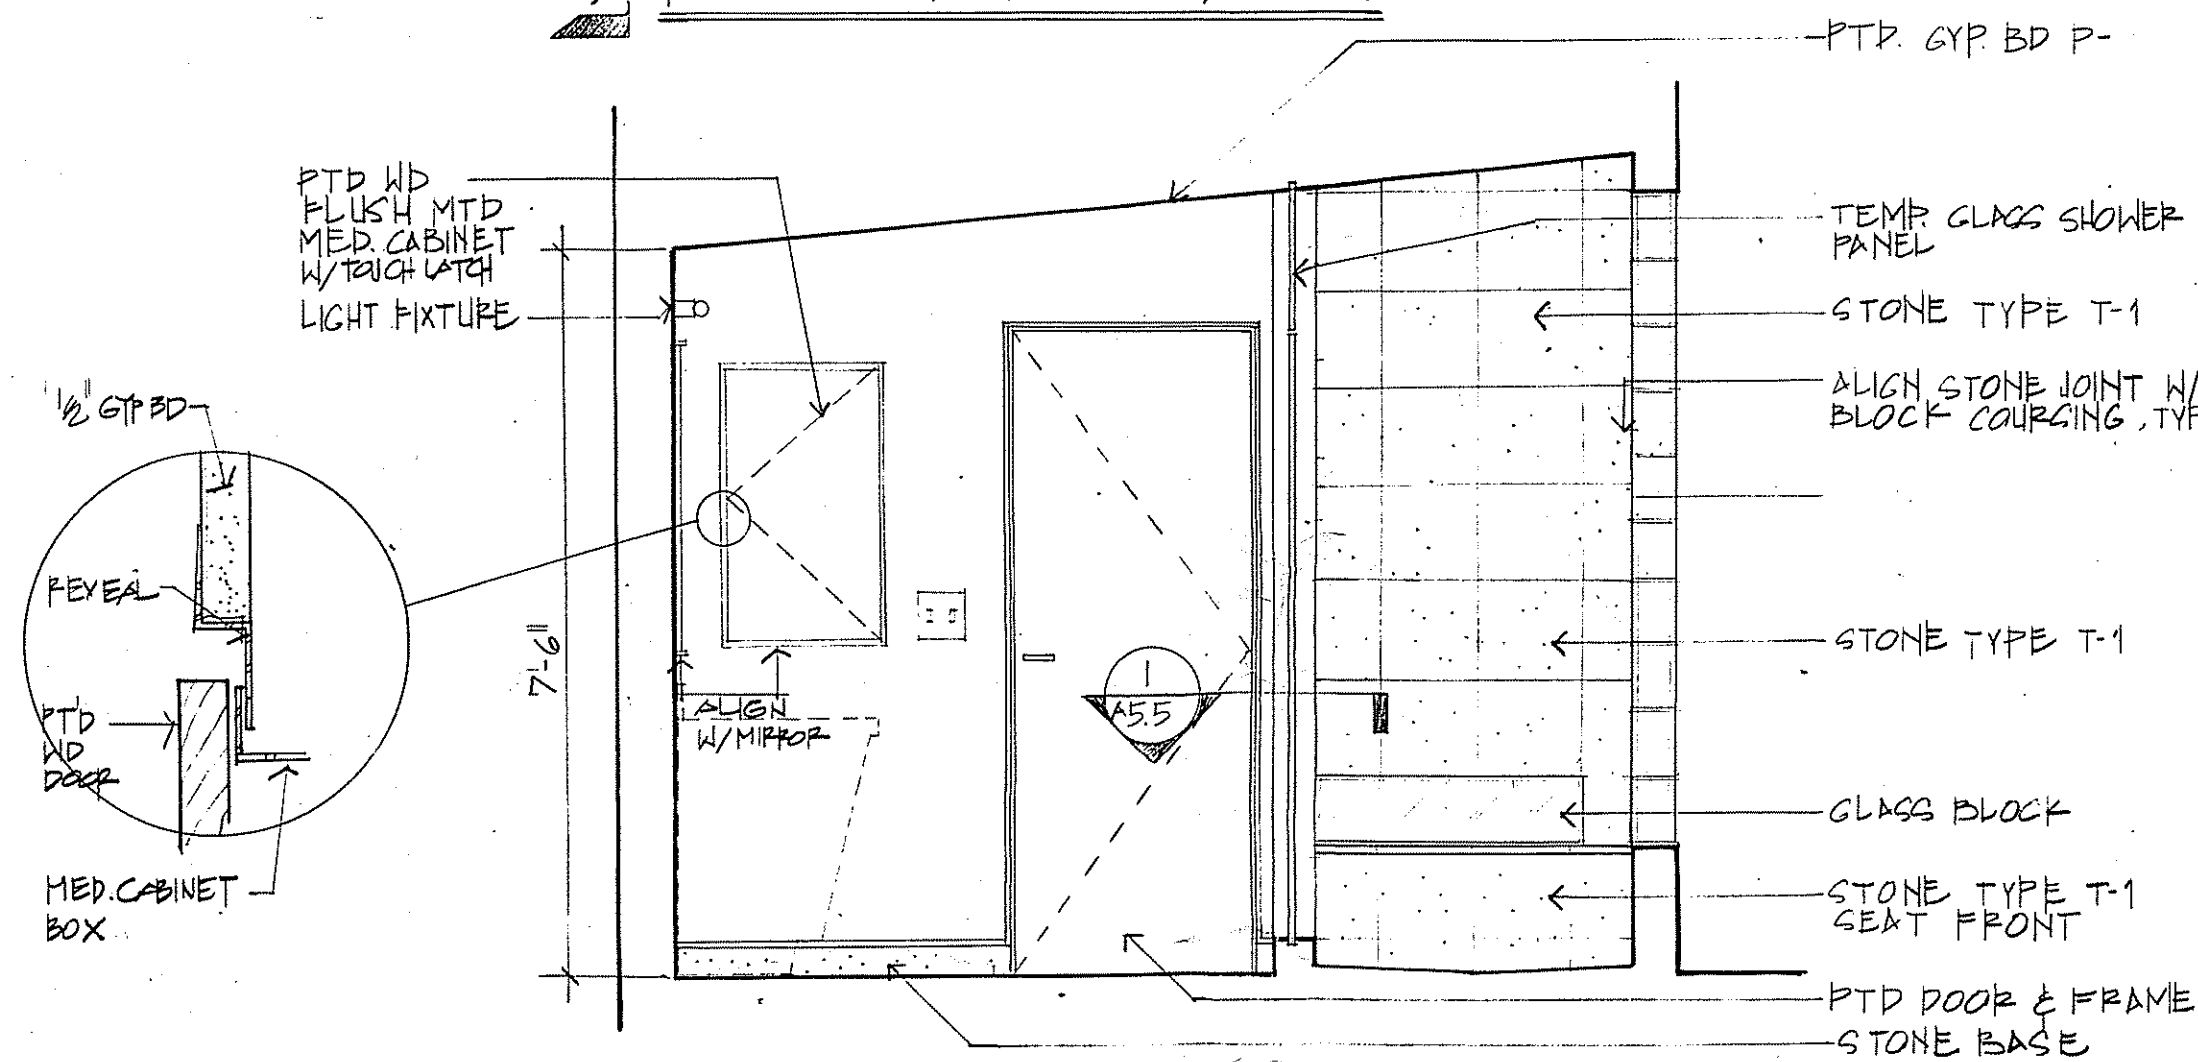 PTD. GYP. BD P-
PTD WD
FLUSH MTD
MED. CABINET
W/TOUCH LATCH
LIGHT FIXTURE
TEMP. GLASS SHOWER
PANEL
STONE TYPE T-1
ALIGN STONE JOINT W/
BLOCK COURSING, TYP
1/2" GYP BD
REVEAL
7'-6"
STONE TYPE T-1
1
A5.5
ALIGN
W/MIRROR
PT'D
WD
DOOR
GLASS BLOCK
MED. CABINET
BOX
STONE TYPE T-1
SEAT FRONT
PTD DOOR & FRAME
STONE BASE